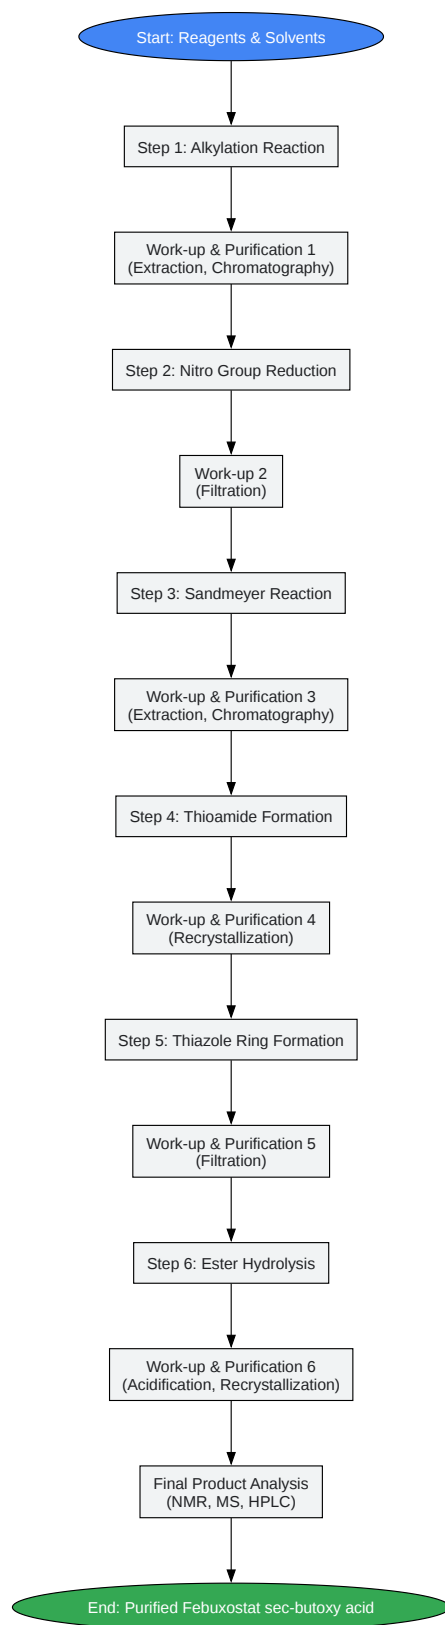 Start: Reagents & Solvents
Step 1: Alkylation Reaction
Work-up & Purification 1
(Extraction, Chromatography)
Step 2: Nitro Group Reduction
Work-up 2
(Filtration)
Step 3: Sandmeyer Reaction
Work-up & Purification 3
(Extraction, Chromatography)
Step 4: Thioamide Formation
Work-up & Purification 4
(Recrystallization)
Step 5: Thiazole Ring Formation
Work-up & Purification 5
(Filtration)
Step 6: Ester Hydrolysis
Work-up & Purification 6
(Acidification, Recrystallization)
Final Product Analysis
(NMR, MS, HPLC)
End: Purified Febuxostat sec-butoxy acid